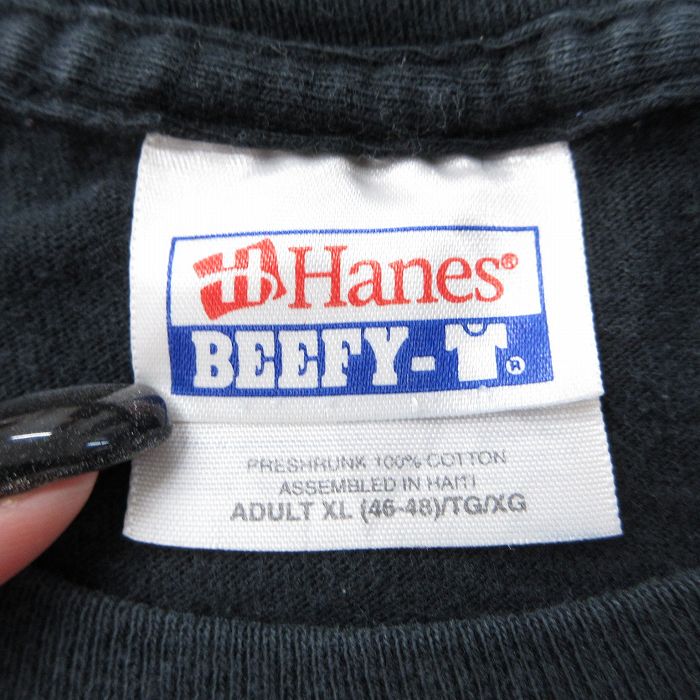 Hanes®
BEEFY-T®
PRESHRUNK 100% COTTON
ASSEMBLED IN HAITI
ADULT XL (46-48)/TG/XG